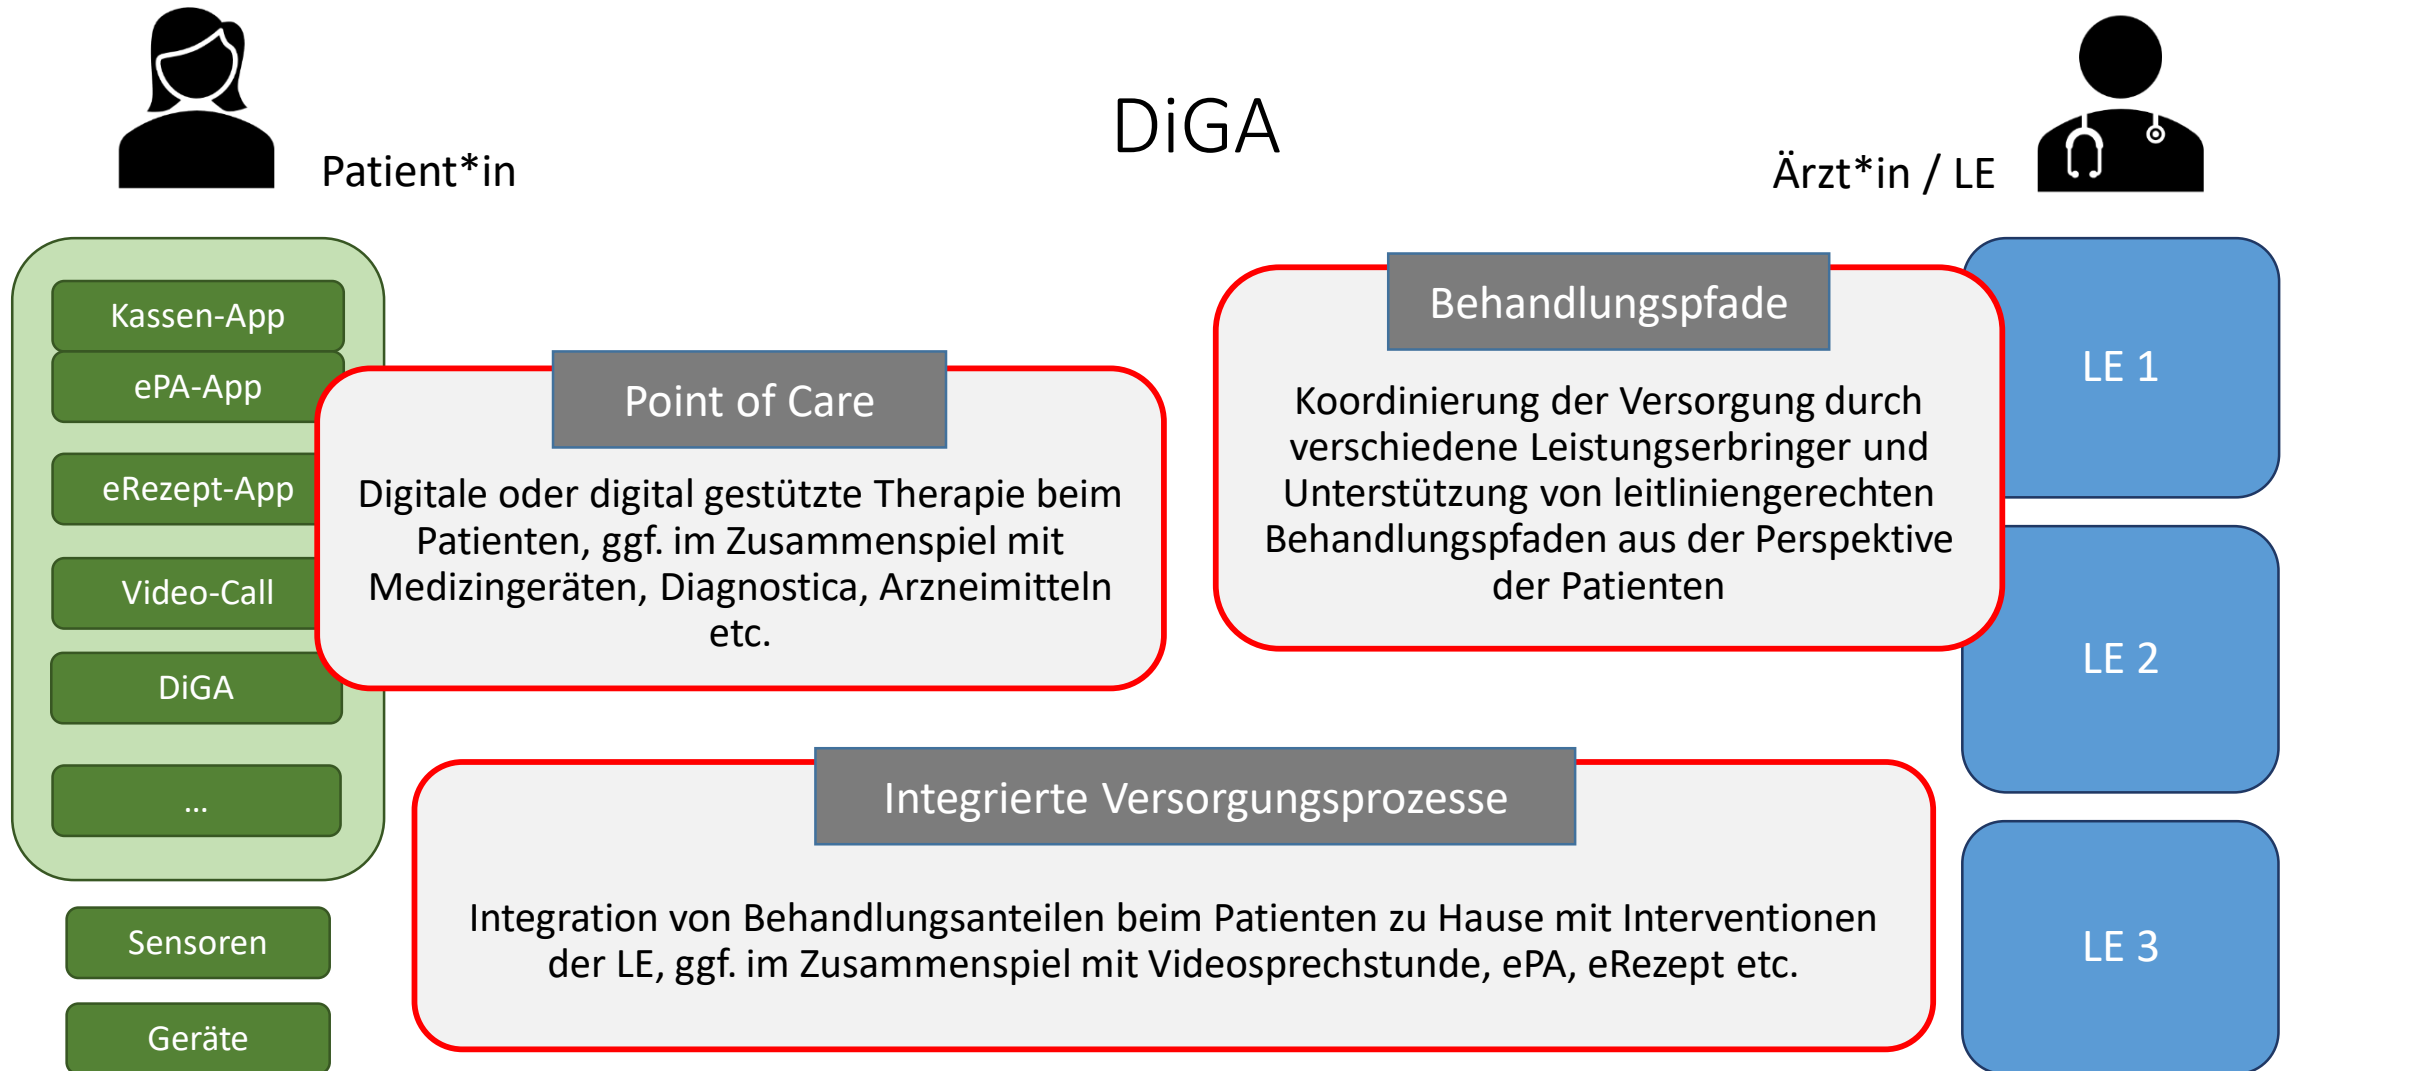 DiGA
Patient*in
Ärzt*in / LE
Kassen-App
ePA-App
eRezept-App
Video-Call
DiGA
...
Sensoren
Geräte
Point of Care
Digitale oder digital gestützte Therapie beim
Patienten, ggf. im Zusammenspiel mit
Medizingeräten, Diagnostica, Arzneimitteln
etc.
Behandlungspfade
Koordinierung der Versorgung durch
verschiedene Leistungserbringer und
Unterstützung von leitliniengerechten
Behandlungspfaden aus der Perspektive
der Patienten
Integrierte Versorgungsprozesse
Integration von Behandlungsanteilen beim Patienten zu Hause mit Interventionen
der LE, ggf. im Zusammenspiel mit Videosprechstunde, ePA, eRezept etc.
LE 1
LE 2
LE 3